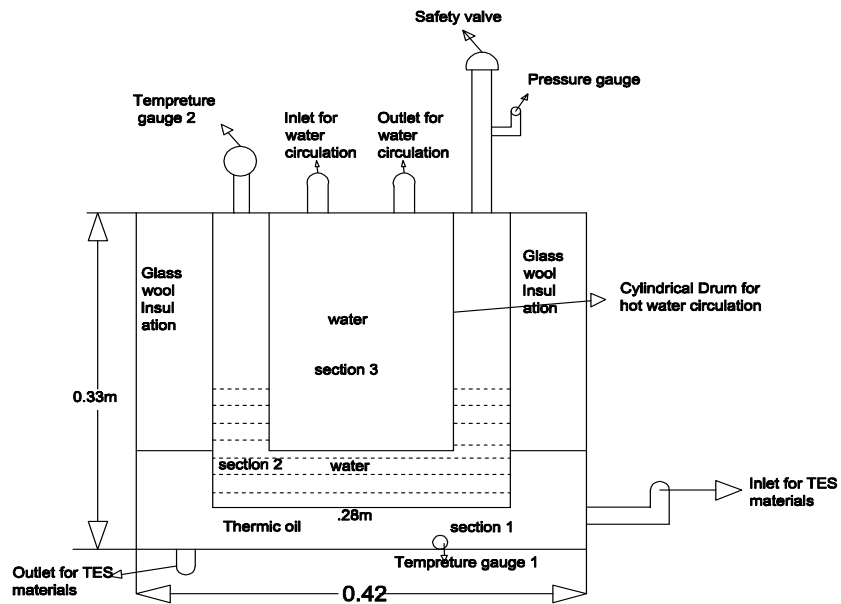 Safety valve
Pressure gauge
Tempreture
gauge 2
Inlet for
water
circulation
Outlet for
water
circulation
Glass
wool
Insul
ation
Glass
wool
Insul
ation
Cylindrical Drum for
hot water circulation
water
section 3
0.33m
section 2
water
Inlet for TES
materials
.28m
Thermic oil
section 1
Tempreture gauge 1
Outlet for TES
materials
0.42